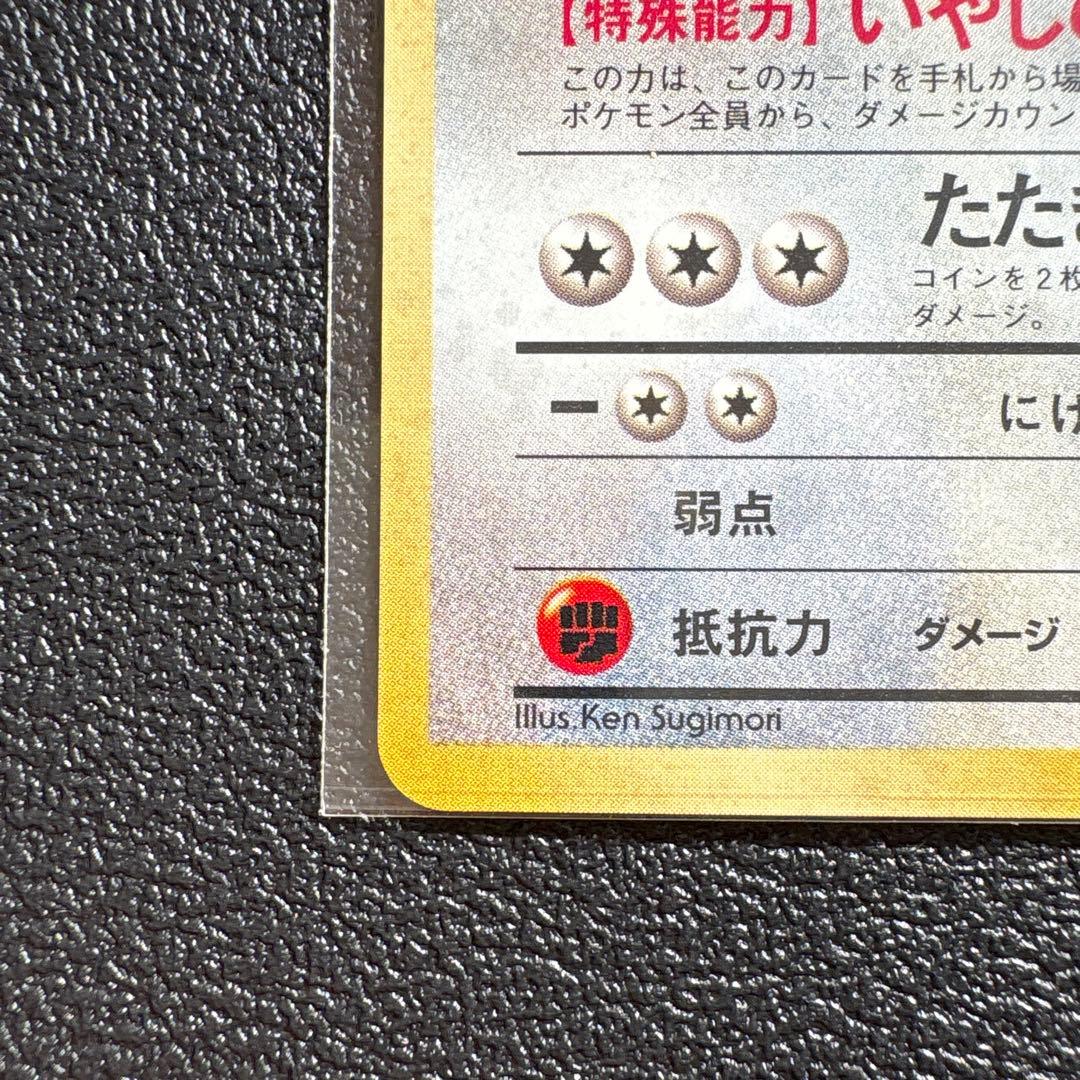 【特殊能力】いやし
この力は、このカードを手札から場
ポケモン全員から、ダメージカウン
たた
コインを2枚
ダメージ。
にげ
弱点
抵抗力 ダメージ
Illus. Ken Sugimori